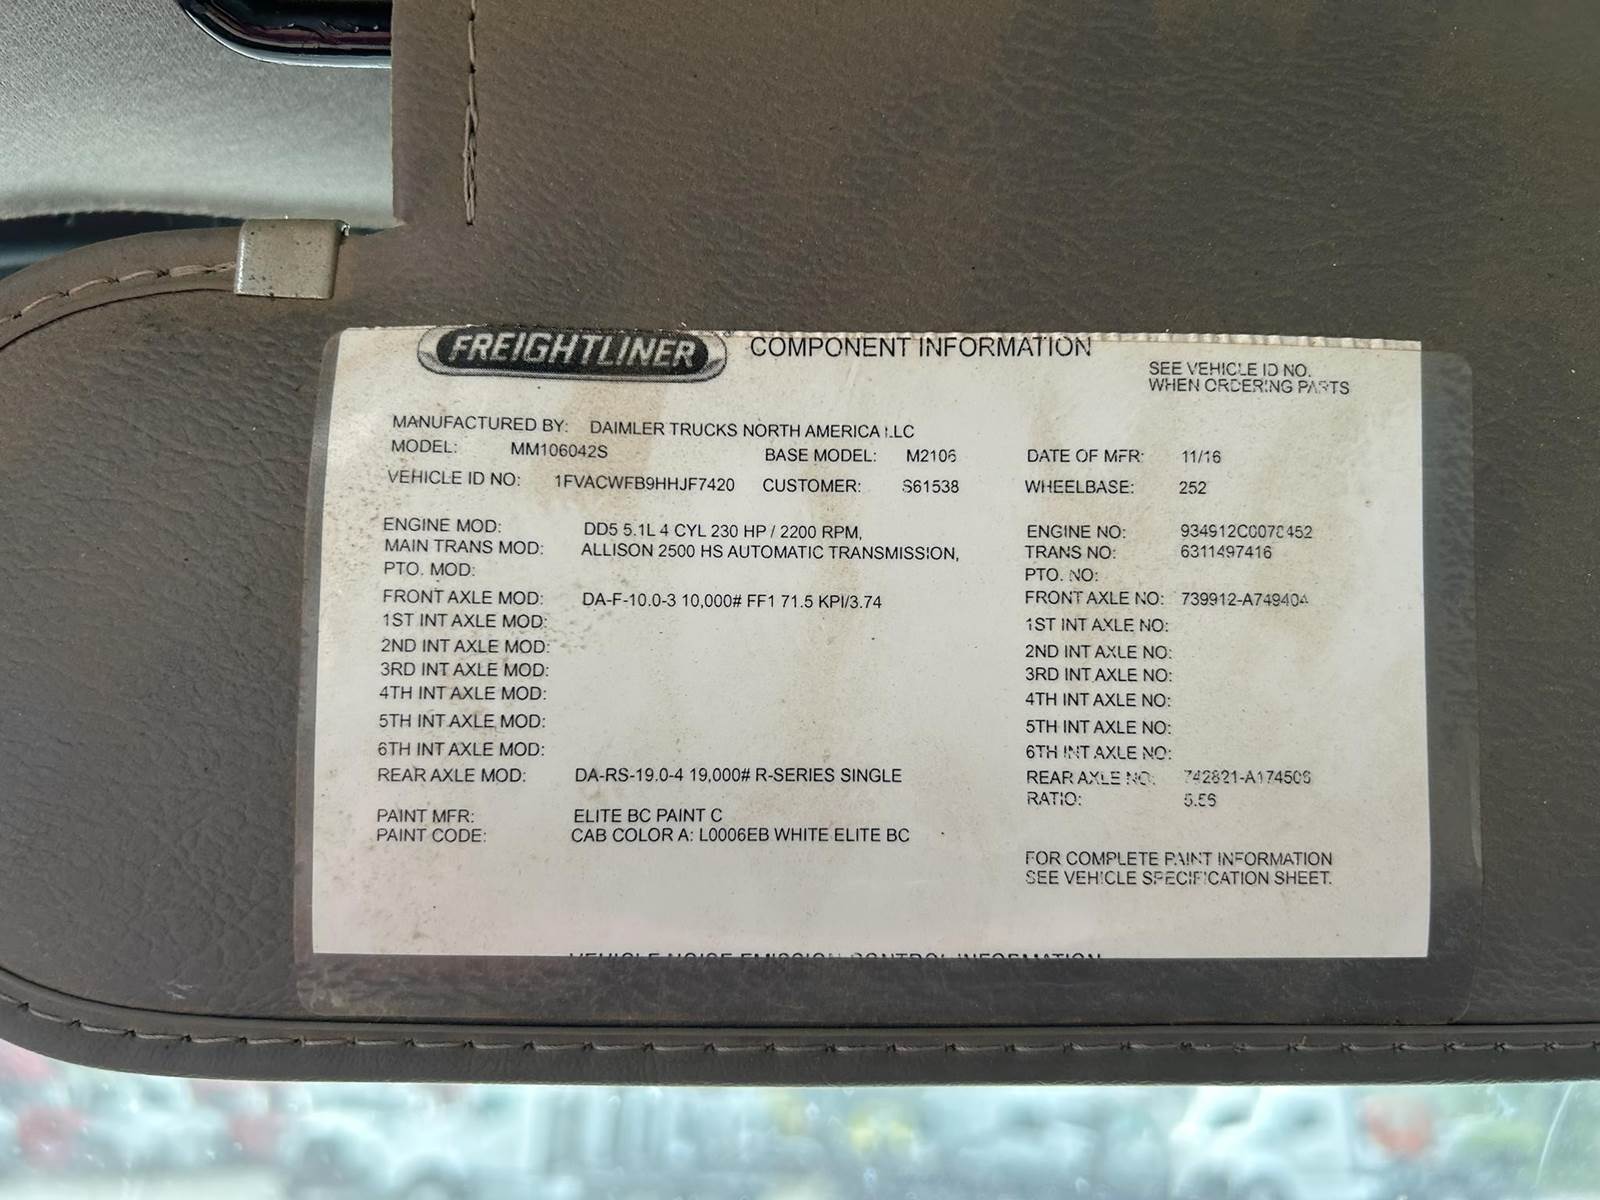 FREIGHTLINER COMPONENT INFORMATION
SEE VEHICLE ID NO.
WHEN ORDERING PARTS
MANUFACTURED BY: DAIMLER TRUCKS NORTH AMERICA LLC
MODEL: MM106042S BASE MODEL: M2106 DATE OF MFR: 11/16
VEHICLE ID NO: 1FVACWFB9HHJF7420 CUSTOMER: S61538 WHEELBASE: 252
ENGINE MOD: DD5 5.1L 4 CYL 230 HP / 2200 RPM, ENGINE NO:
MAIN TRANS MOD: ALLISON 2500 HS AUTOMATIC TRANSMISSION, TRANS NO: 6311497416
PTO. MOD: PTO. NO:
FRONT AXLE MOD: DA-F-10.0-3 10,000# FF1 71.5 KPI/3.74 FRONT AXLE NO: 739912-A749404
1ST INT AXLE MOD: 1ST INT AXLE NO:
2ND INT AXLE MOD: 2ND INT AXLE NO:
3RD INT AXLE MOD: 3RD INT AXLE NO:
4TH INT AXLE MOD: 4TH INT AXLE NO:
5TH INT AXLE MOD: 5TH INT AXLE NO:
6TH INT AXLE MOD: 6TH INT AXLE NO:
REAR AXLE MOD: DA-RS-19.0-4 19,000# R-SERIES SINGLE REAR AXLE NO:
RATIO:
PAINT MFR: ELITE BC PAINT C
PAINT CODE: CAB COLOR A: L0006EB WHITE ELITE BC
FOR COMPLETE PAINT INFORMATION
SEE VEHICLE SPECIFICATION SHEET.
VEHICLE NOISE EMISSION CONTROL INFORMATION